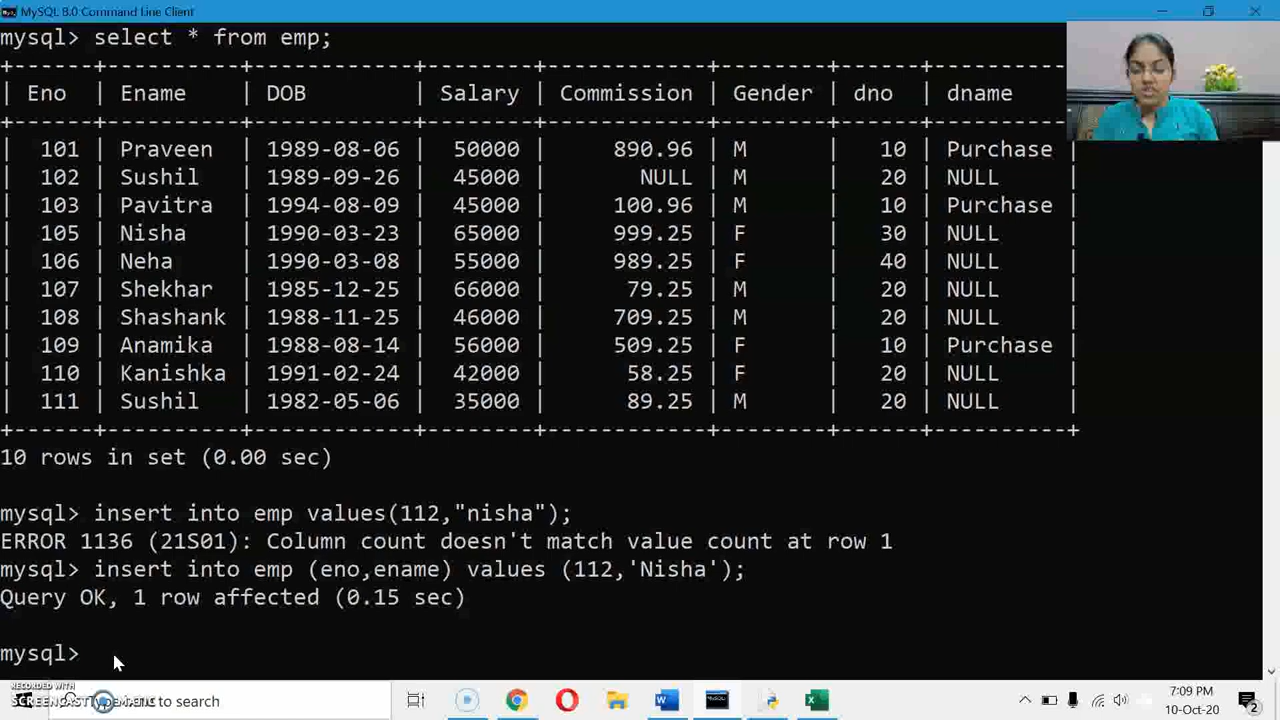 MySQL 8.0 Command Line Client
mysql> select * from emp;
+------+----------+------------+--------+------------+--------+------+----------+
| Eno | Ename | DOB | Salary | Commission | Gender | dno | dname
+------+----------+------------+--------+------------+--------+------+----------+
| 101 | Praveen | 1989-08-06 | 50000 | 890.96 | M | 10 | Purchase |
| 102 | Sushil | 1989-09-26 | 45000 | NULL | M | 20 | NULL |
| 103 | Pavitra | 1994-08-09 | 45000 | 100.96 | M | 10 | Purchase |
| 105 | Nisha | 1990-03-23 | 65000 | 999.25 | F | 30 | NULL |
| 106 | Neha | 1990-03-08 | 55000 | 989.25 | F | 40 | NULL |
| 107 | Shekhar | 1985-12-25 | 66000 | 79.25 | M | 20 | NULL |
| 108 | Shashank | 1988-11-25 | 46000 | 709.25 | M | 20 | NULL |
| 109 | Anamika | 1988-08-14 | 56000 | 509.25 | F | 10 | Purchase |
| 110 | Kanishka | 1991-02-24 | 42000 | 58.25 | F | 20 | NULL |
| 111 | Sushil | 1982-05-06 | 35000 | 89.25 | M | 20 | NULL |
+------+----------+------------+--------+------------+--------+------+----------+
10 rows in set (0.00 sec)
mysql> insert into emp values(112,"nisha");
ERROR 1136 (21S01): Column count doesn't match value count at row 1
mysql> insert into emp (eno,ename) values (112,'Nisha');
Query OK, 1 row affected (0.15 sec)
mysql>
RECORDED WITH
to search
7:09 PM
10-Oct-20
2